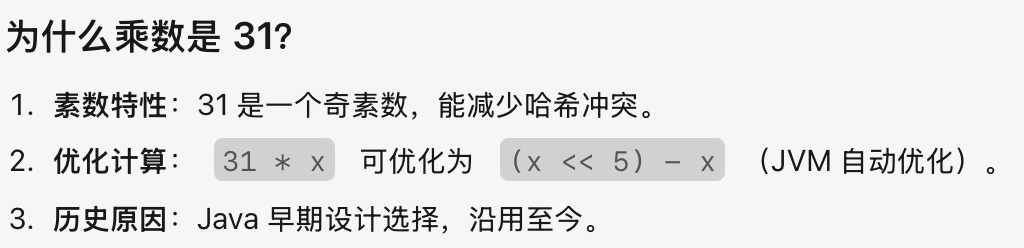 为什么乘数是 31?
1. 素数特性：31 是一个奇素数，能减少哈希冲突。
2. 优化计算： 31 * x 可优化为 (x << 5) - x （JVM 自动优化）。
3. 历史原因：Java 早期设计选择，沿用至今。